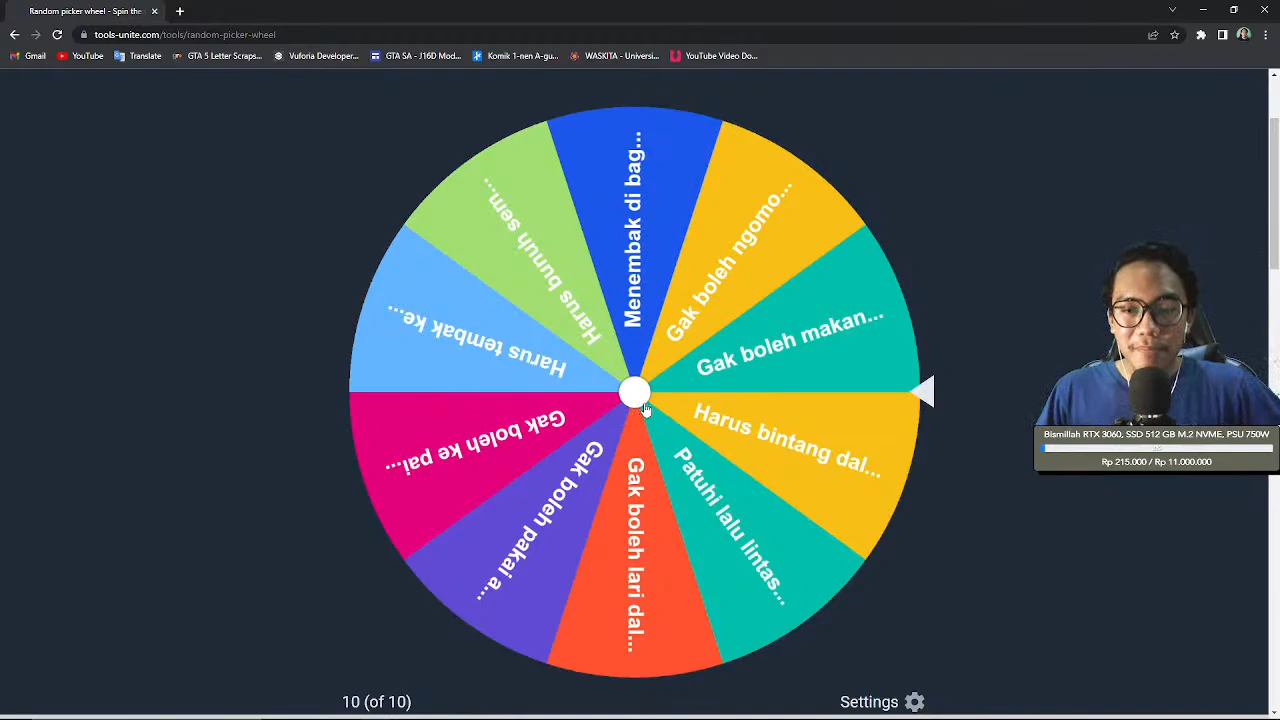 Random picker wheel - Spin the
tools-unite.com/tools/random-picker-wheel
Gmail
YouTube
Translate
GTA 5 Letter Scraps...
Vuforia Developer...
GTA SA - J16D Mod...
Komik 1-nen A-gu...
WASKITA - Universi...
YouTube Video Do...
Menembak di bag...
Gak boleh ngomo...
Gak boleh makan...
Harus bintang dal...
Patuhi lalu lintas...
Gak boleh lari dal...
Gak boleh pakai a...
Gak boleh ke pai...
Harus tembak ke...
Harus bunuh sem...
Bismillah RTX 3060, SSD 512 GB M.2 NVME, PSU 750W
Rp 215.000 / Rp 11.000.000
10 (of 10)
Settings